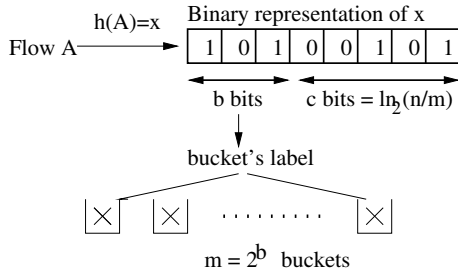 h(A)=x
Binary representation of x
Flow A
1 0 1 0 0 1 0 1
b bits
c bits = ln₂(n/m)
bucket's label
m = 2ᵇ buckets